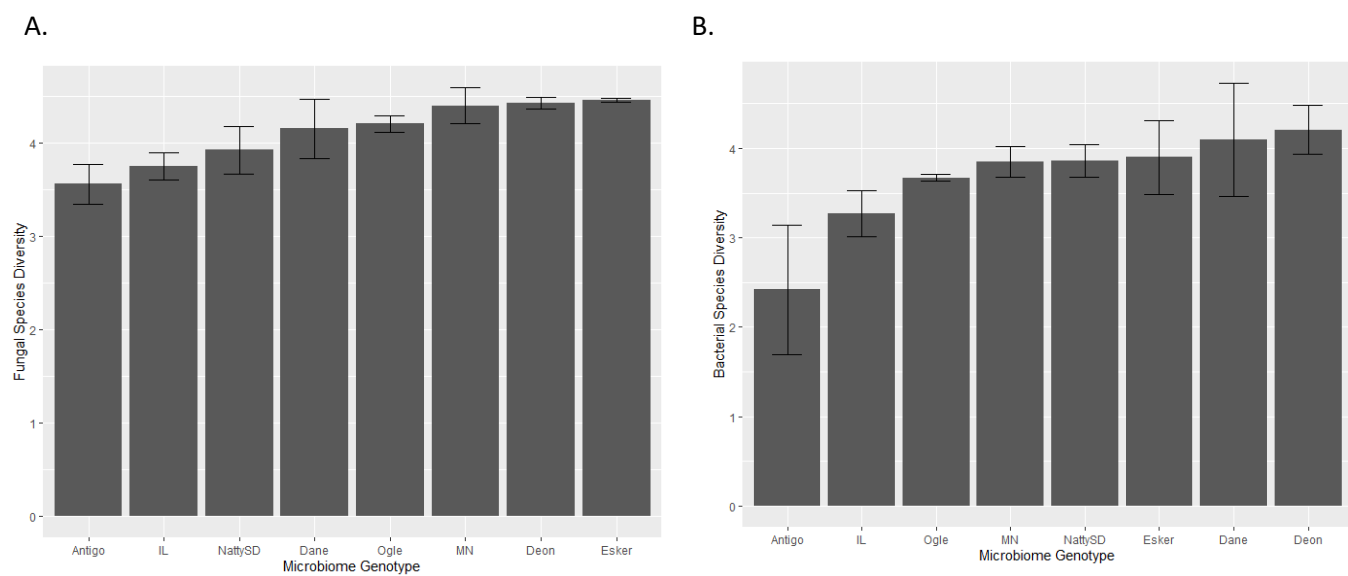 A.
B.
Fungal Species Diversity
4
3
2
1
0
Antigo IL NattySD Dane Ogle MN Deon Esker
Microbiome Genotype
Bacterial Species Diversity
4
3
2
1
0
Antigo IL Ogle MN NattySD Esker Dane Deon
Microbiome Genotype